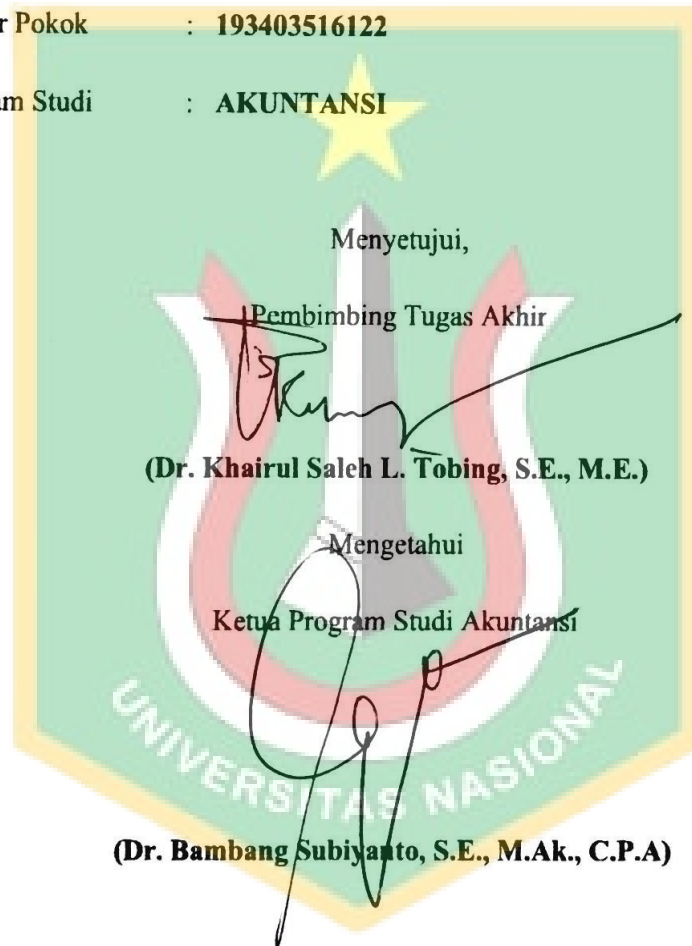 r Pokok : 193403516122
am Studi : AKUNTANSI
Menyetujui,
Pembimbing Tugas Akhir
(Dr. Khairul Saleh L. Tobing, S.E., M.E.)
Mengetahui
Ketua Program Studi Akuntansi
UNIVERSITAS NASIONAL
(Dr. Bambang Subiyanto, S.E., M.Ak., C.P.A)